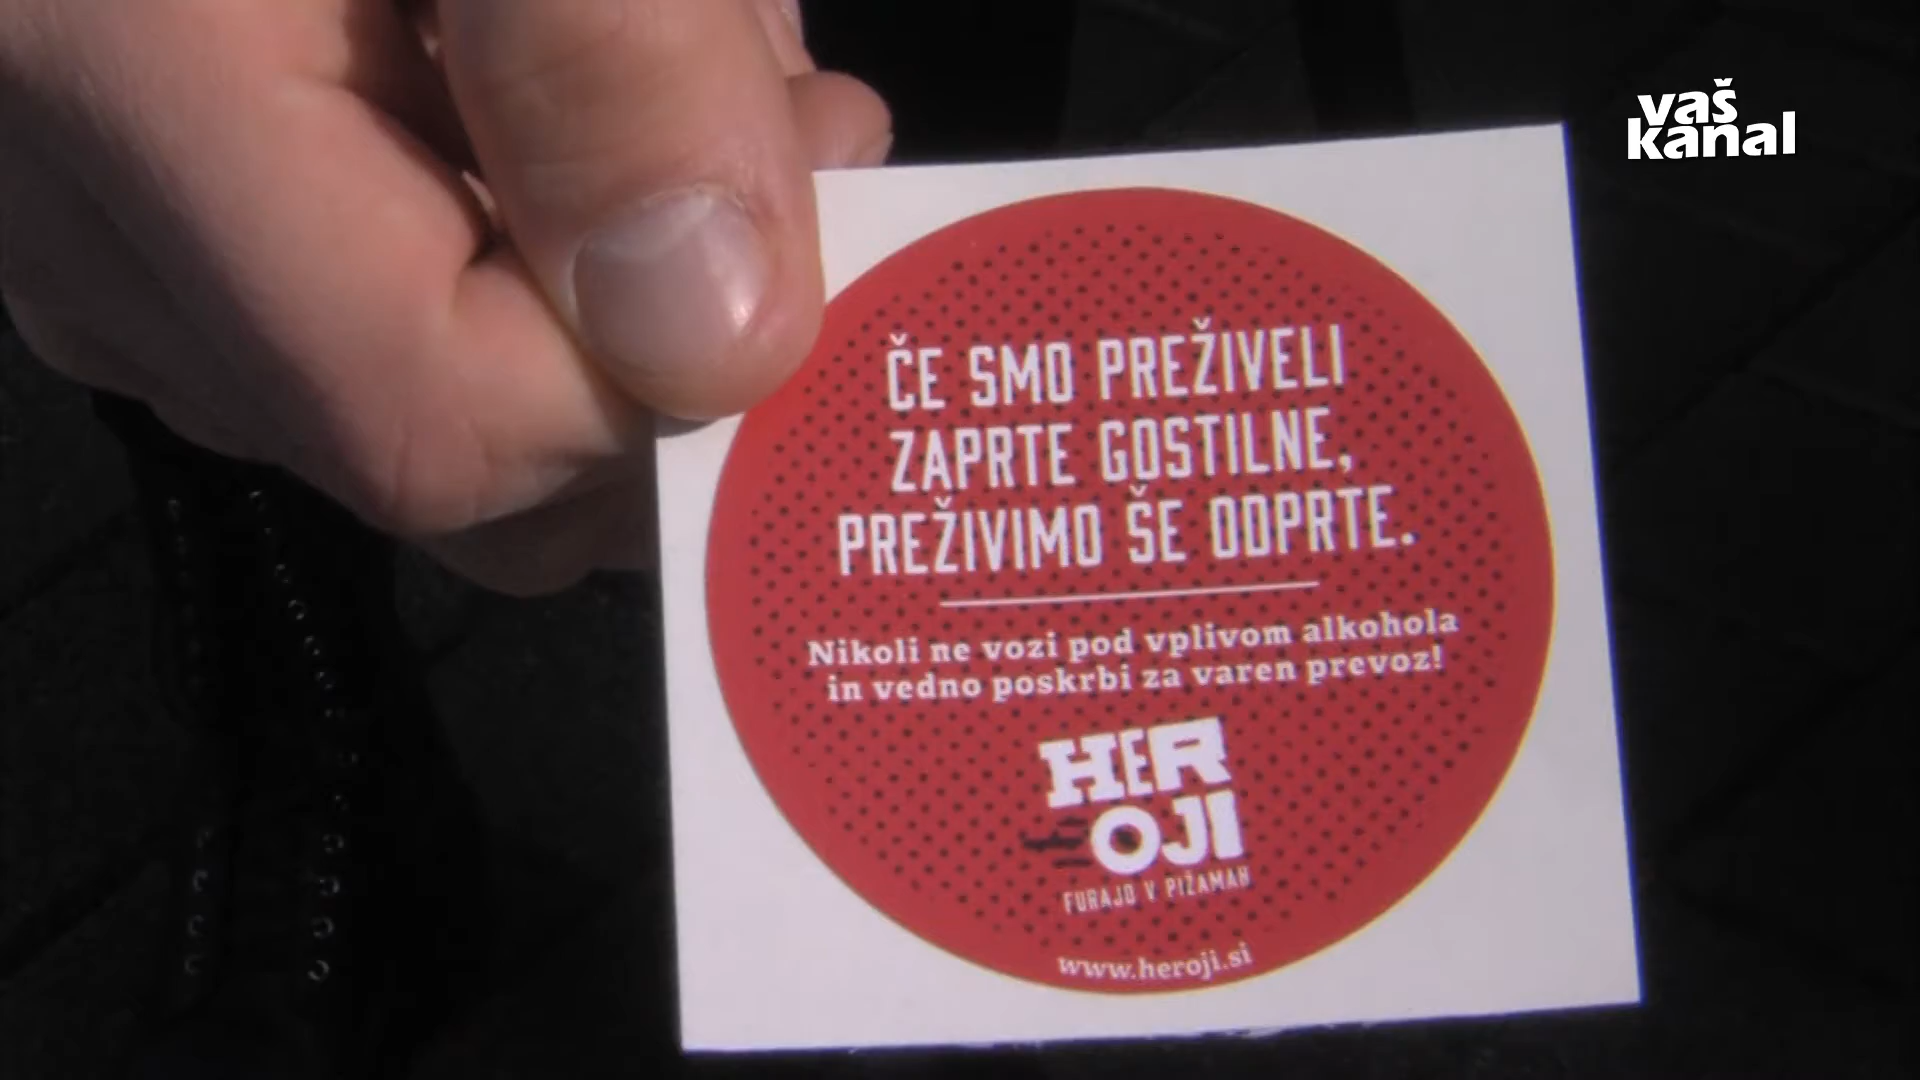 vaš
kanal
ČE SMO PREŽIVELI
ZAPRTE GOSTILNE,
PREŽIVIMO ŠE ODPRTE.
Nikoli ne vozi pod vplivom alkohola
in vedno poskrbi za varen prevoz!
HER
OJI
FURAJO V PIŽAMAH
www.heroji.si